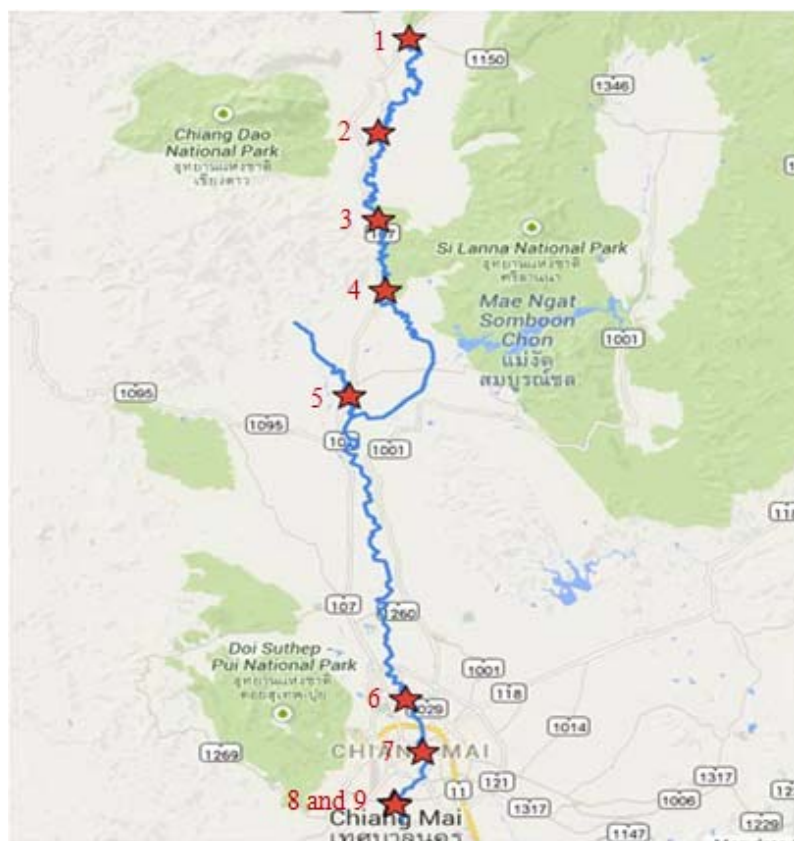 1
1150
1346
2
Chiang Dao
National Park
อุทยานแห่งชาติ
เชียงดาว
3
Si Lanna National Park
อุทยานแห่งชาติ
ศรีลานนา
4
Mae Ngat
Somboon
Chon
แม่งัด
สมบูรณ์ชล
1001
5
1095
1095
1001
107
1260
Doi Suthep
Pui National Park
อุทยานแห่งชาติ
ดอยสุเทพ-ปุย
1001
118
6
1014
1269
CHIANG MAI
7
121
1317
11
1317
1006
8 and 9
Chiang Mai
1229
1147